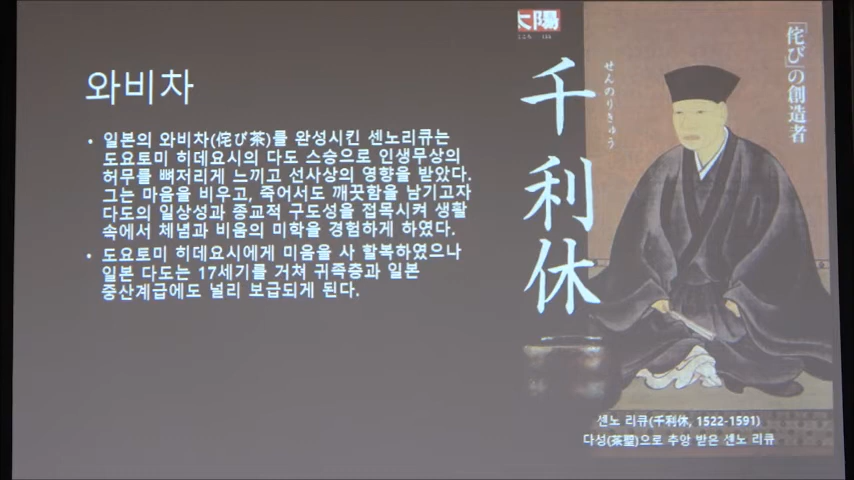 와비차
• 일본의 와비차(侘び茶)를 완성시킨 센노리큐는
도요토미 히데요시의 다도 스승으로 인생무상의
허무를 뼈저리게 느끼고 선사상의 영향을 받았다.
그는 마음을 비우고, 죽어서도 깨끗함을 남기고자
다도의 일상성과 종교적 구도성을 접목시켜 생활
속에서 체념과 비움의 미학을 경험하게 하였다.
• 도요토미 히데요시에게 미움을 사 할복하였으나
일본 다도는 17세기를 거쳐 귀족층과 일본
중산계급에도 널리 보급되게 된다.
太陽
「侘び」の創造者
せんのりきゅう
千利休
센노 리큐(千利休, 1522-1591)
다성(茶聖)으로 추앙 받은 센노 리큐